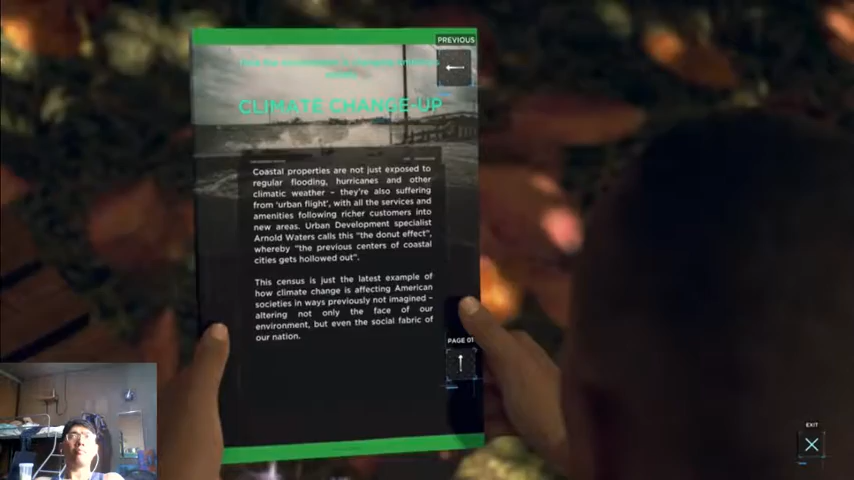 PREVIOUS
CLIMATE CHANGE-UP
Coastal properties are not just exposed to
regular flooding, hurricanes and other
climatic weather – they're also suffering
from 'urban flight', with all the services and
amenities following richer customers into
new areas. Urban Development specialist
Arnold Waters calls this "the donut effect",
whereby "the previous centers of coastal
cities gets hollowed out".
This census is just the latest example of
how climate change is affecting American
societies in ways previously not imagined –
altering not only the face of our
environment, but even the social fabric of
our nation.
PAGE 01
EXIT